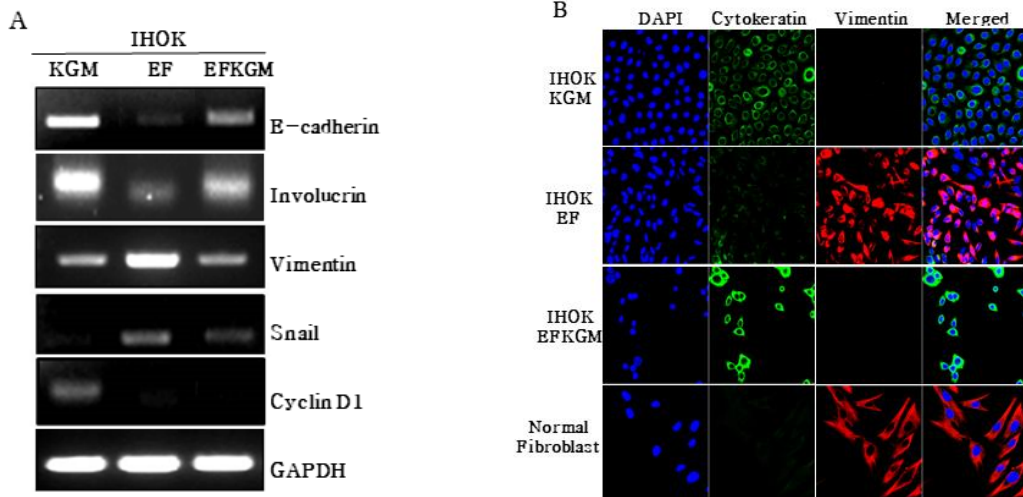 A
IHOK
KGM EF EFKGM
E-cadherin
Involucrin
Vimentin
Snail
Cyclin D1
GAPDH
B
DAPI Cytokeratin Vimentin Merged
IHOK
KGM
IHOK
EF
IHOK
EFKGM
Normal
Fibroblast